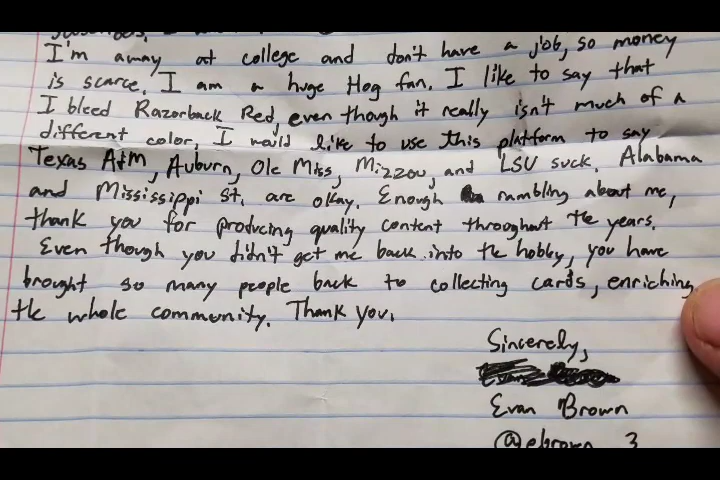 I'm away at college and don't have a job, so money
is scarce. I am a huge Hog fan. I like to say that
I bleed Razorback Red, even though it really isn't much of a
different color. I would like to use this platform to say
Texas A&M, Auburn, Ole Miss, Mizzou, and LSU suck. Alabama
and Mississippi St. are okay. Enough rambling about me,
thank you for producing quality content throughout the years.
Even though you didn't get me back into the hobby, you have
brought so many people back to collecting cards, enriching
the whole community. Thank you.
Sincerely,
Evan Brown